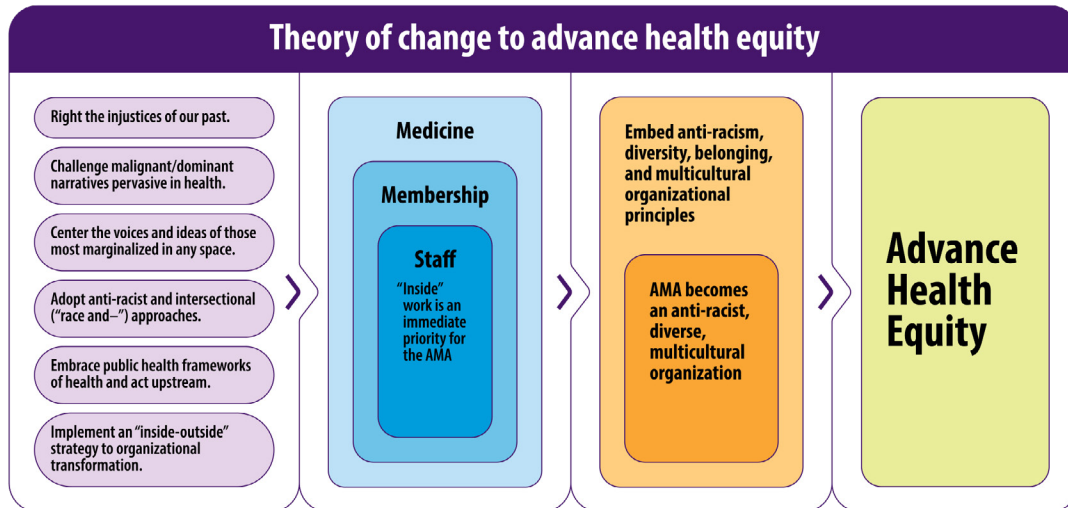 Theory of change to advance health equity
Right the injustices of our past.
Challenge malignant/dominant
narratives pervasive in health.
Center the voices and ideas of those
most marginalized in any space.
Adopt anti-racist and intersectional
(“race and–”) approaches.
Embrace public health frameworks
of health and act upstream.
Implement an “inside-outside”
strategy to organizational
transformation.
Medicine
Membership
Staff
“Inside”
work is an
immediate
priority for
the AMA
Embed anti-racism,
diversity, belonging,
and multicultural
organizational
principles
AMA becomes
an anti-racist,
diverse,
multicultural
organization
Advance
Health
Equity